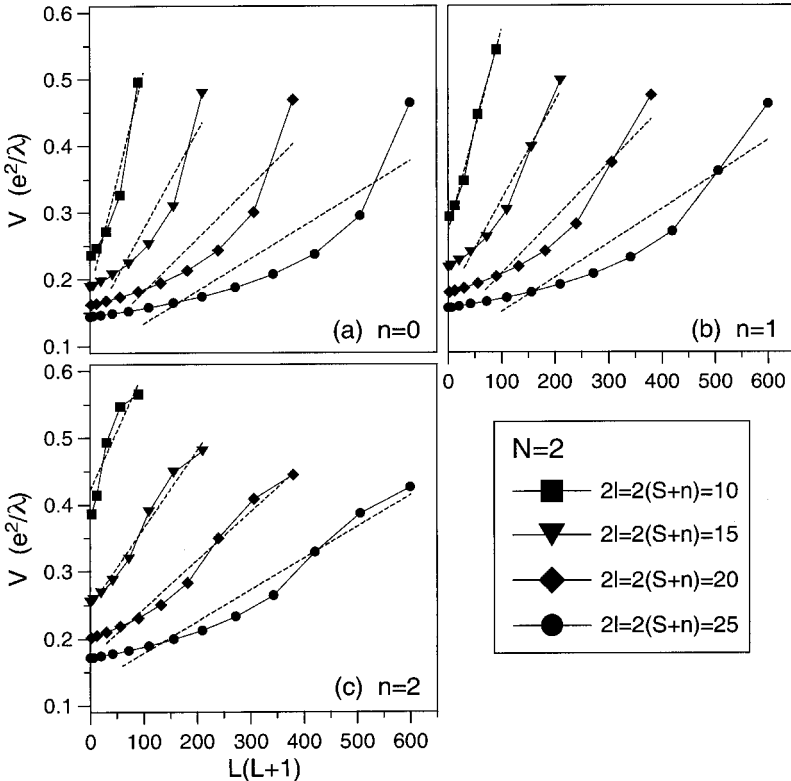 0.6
0.5
0.4
0.3
0.2
0.1
V (e²/λ)
(a) n=0
(b) n=1
0 100 200 300 400 500 600
0.6
0.5
0.4
0.3
0.2
0.1
V (e²/λ)
(c) n=2
0 100 200 300 400 500 600
L(L+1)
N=2
2l=2(S+n)=10
2l=2(S+n)=15
2l=2(S+n)=20
2l=2(S+n)=25